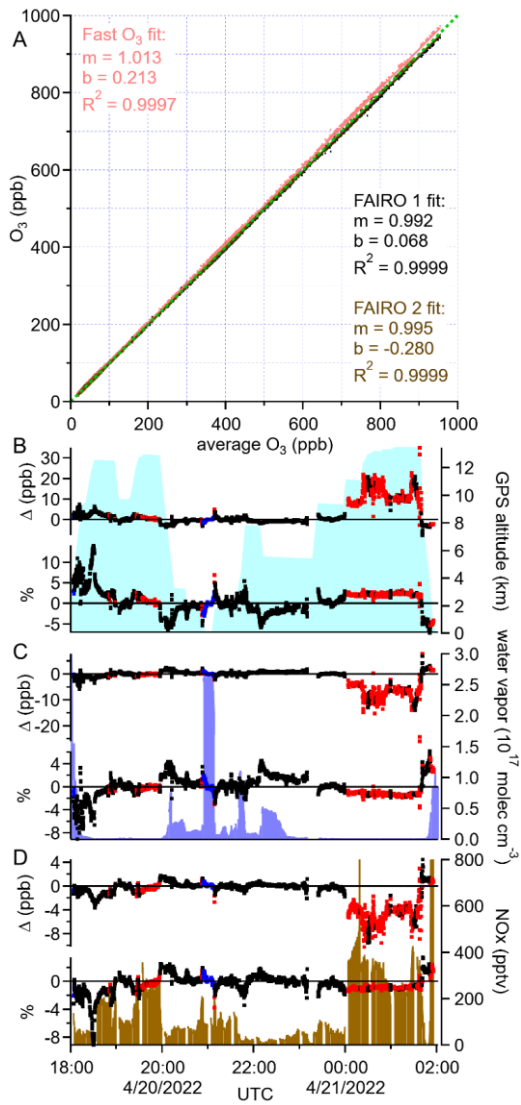 A
Fast O3 fit:
m = 1.013
b = 0.213
R2 = 0.9997
FAIRO 1 fit:
m = 0.992
b = 0.068
R2 = 0.9999
FAIRO 2 fit:
m = 0.995
b = -0.280
R2 = 0.9999
O3 (ppb)
1000
800
600
400
200
0
0 200 400 600 800 1000
average O3 (ppb)
B
Δ (ppb)
30
20
10
0
%
10
5
0
-5
GPS altitude (km)
12
10
8
6
4
2
0
C
Δ (ppb)
0
-10
-20
%
4
0
-4
-8
water vapor (10^17 molec cm^-3)
3.0
2.5
2.0
1.5
1.0
0.5
0.0
D
Δ (ppb)
4
0
-4
-8
%
4
0
-4
-8
NOx (pptv)
800
600
400
200
0
18:00 20:00 22:00 00:00 02:00
4/20/2022 4/21/2022
UTC